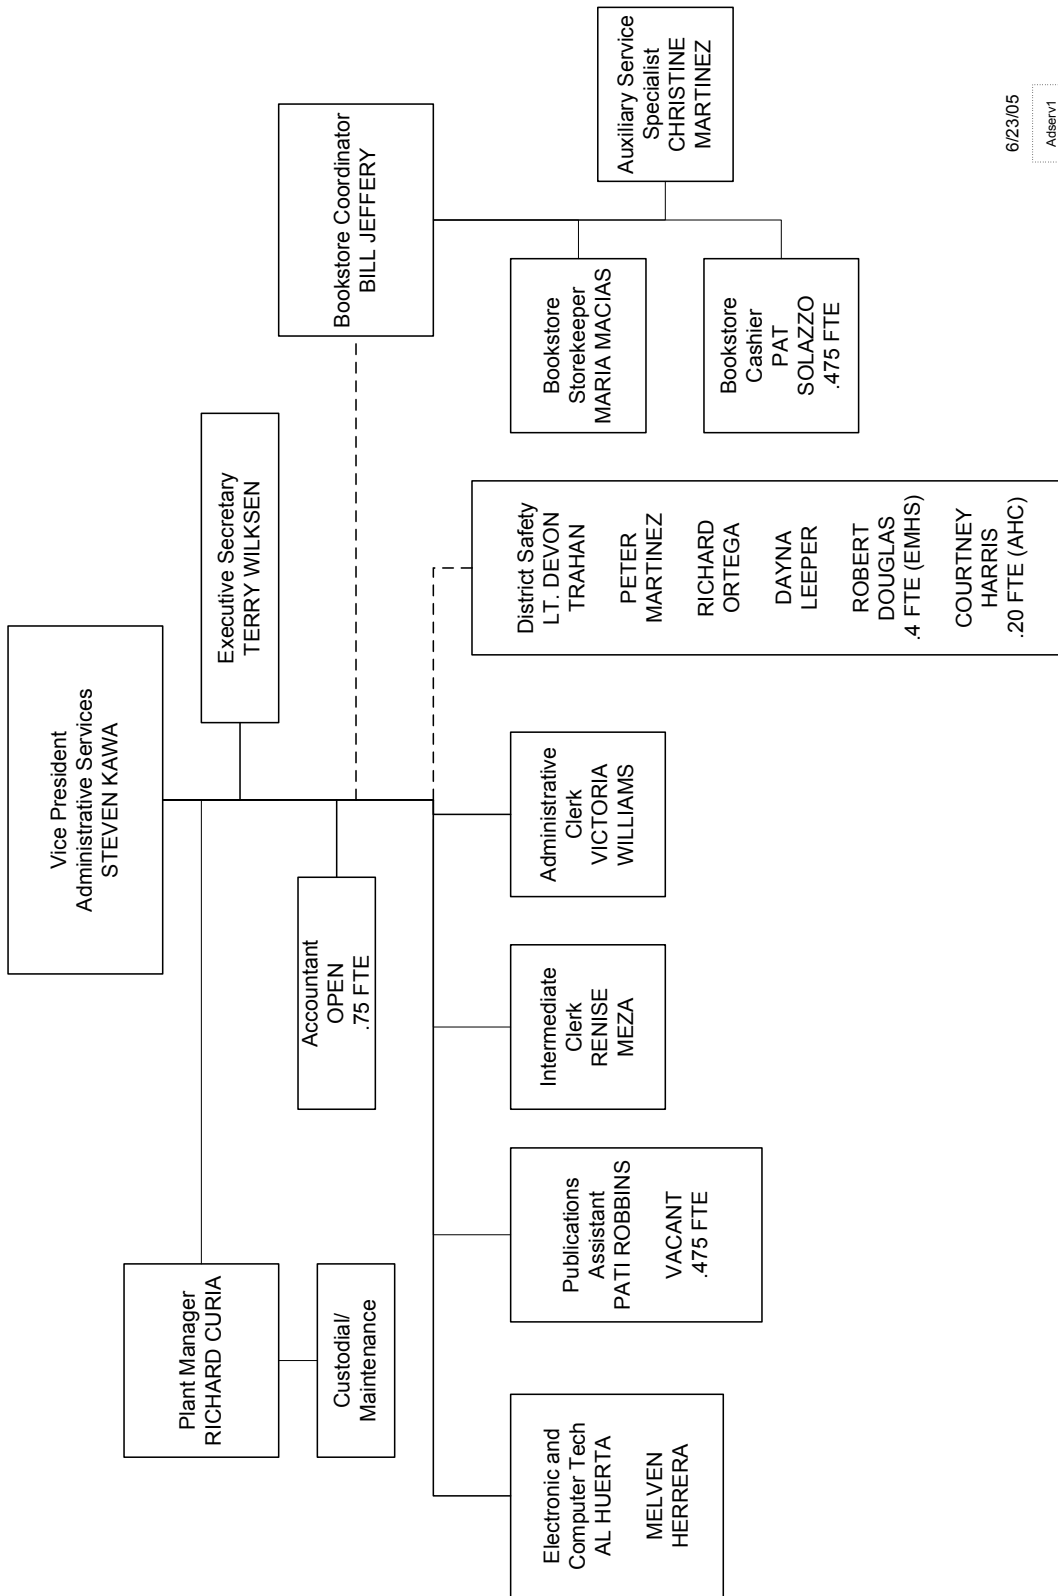 Vice President
Administrative Services
STEVEN KAWA
Executive Secretary
TERRY WILKSEN
Plant Manager
RICHARD CURIA
Custodial/
Maintenance
Accountant
OPEN
.75 FTE
Bookstore Coordinator
BILL JEFFERY
Electronic and
Computer Tech
AL HUERTA
MELVEN
HERRERA
Publications
Assistant
PATI ROBBINS
VACANT
.475 FTE
Intermediate
Clerk
RENISE
MEZA
Administrative
Clerk
VICTORIA
WILLIAMS
District Safety
LT. DEVON
TRAHAN
PETER
MARTINEZ
RICHARD
ORTEGA
DAYNA
LEEPER
ROBERT
DOUGLAS
.4 FTE (EMHS)
COURTNEY
HARRIS
.20 FTE (AHC)
Bookstore
Storekeeper
MARIA MACIAS
Auxiliary Service
Specialist
CHRISTINE
MARTINEZ
Bookstore
Cashier
PAT
SOLAZZO
.475 FTE
6/23/05
Adserv1